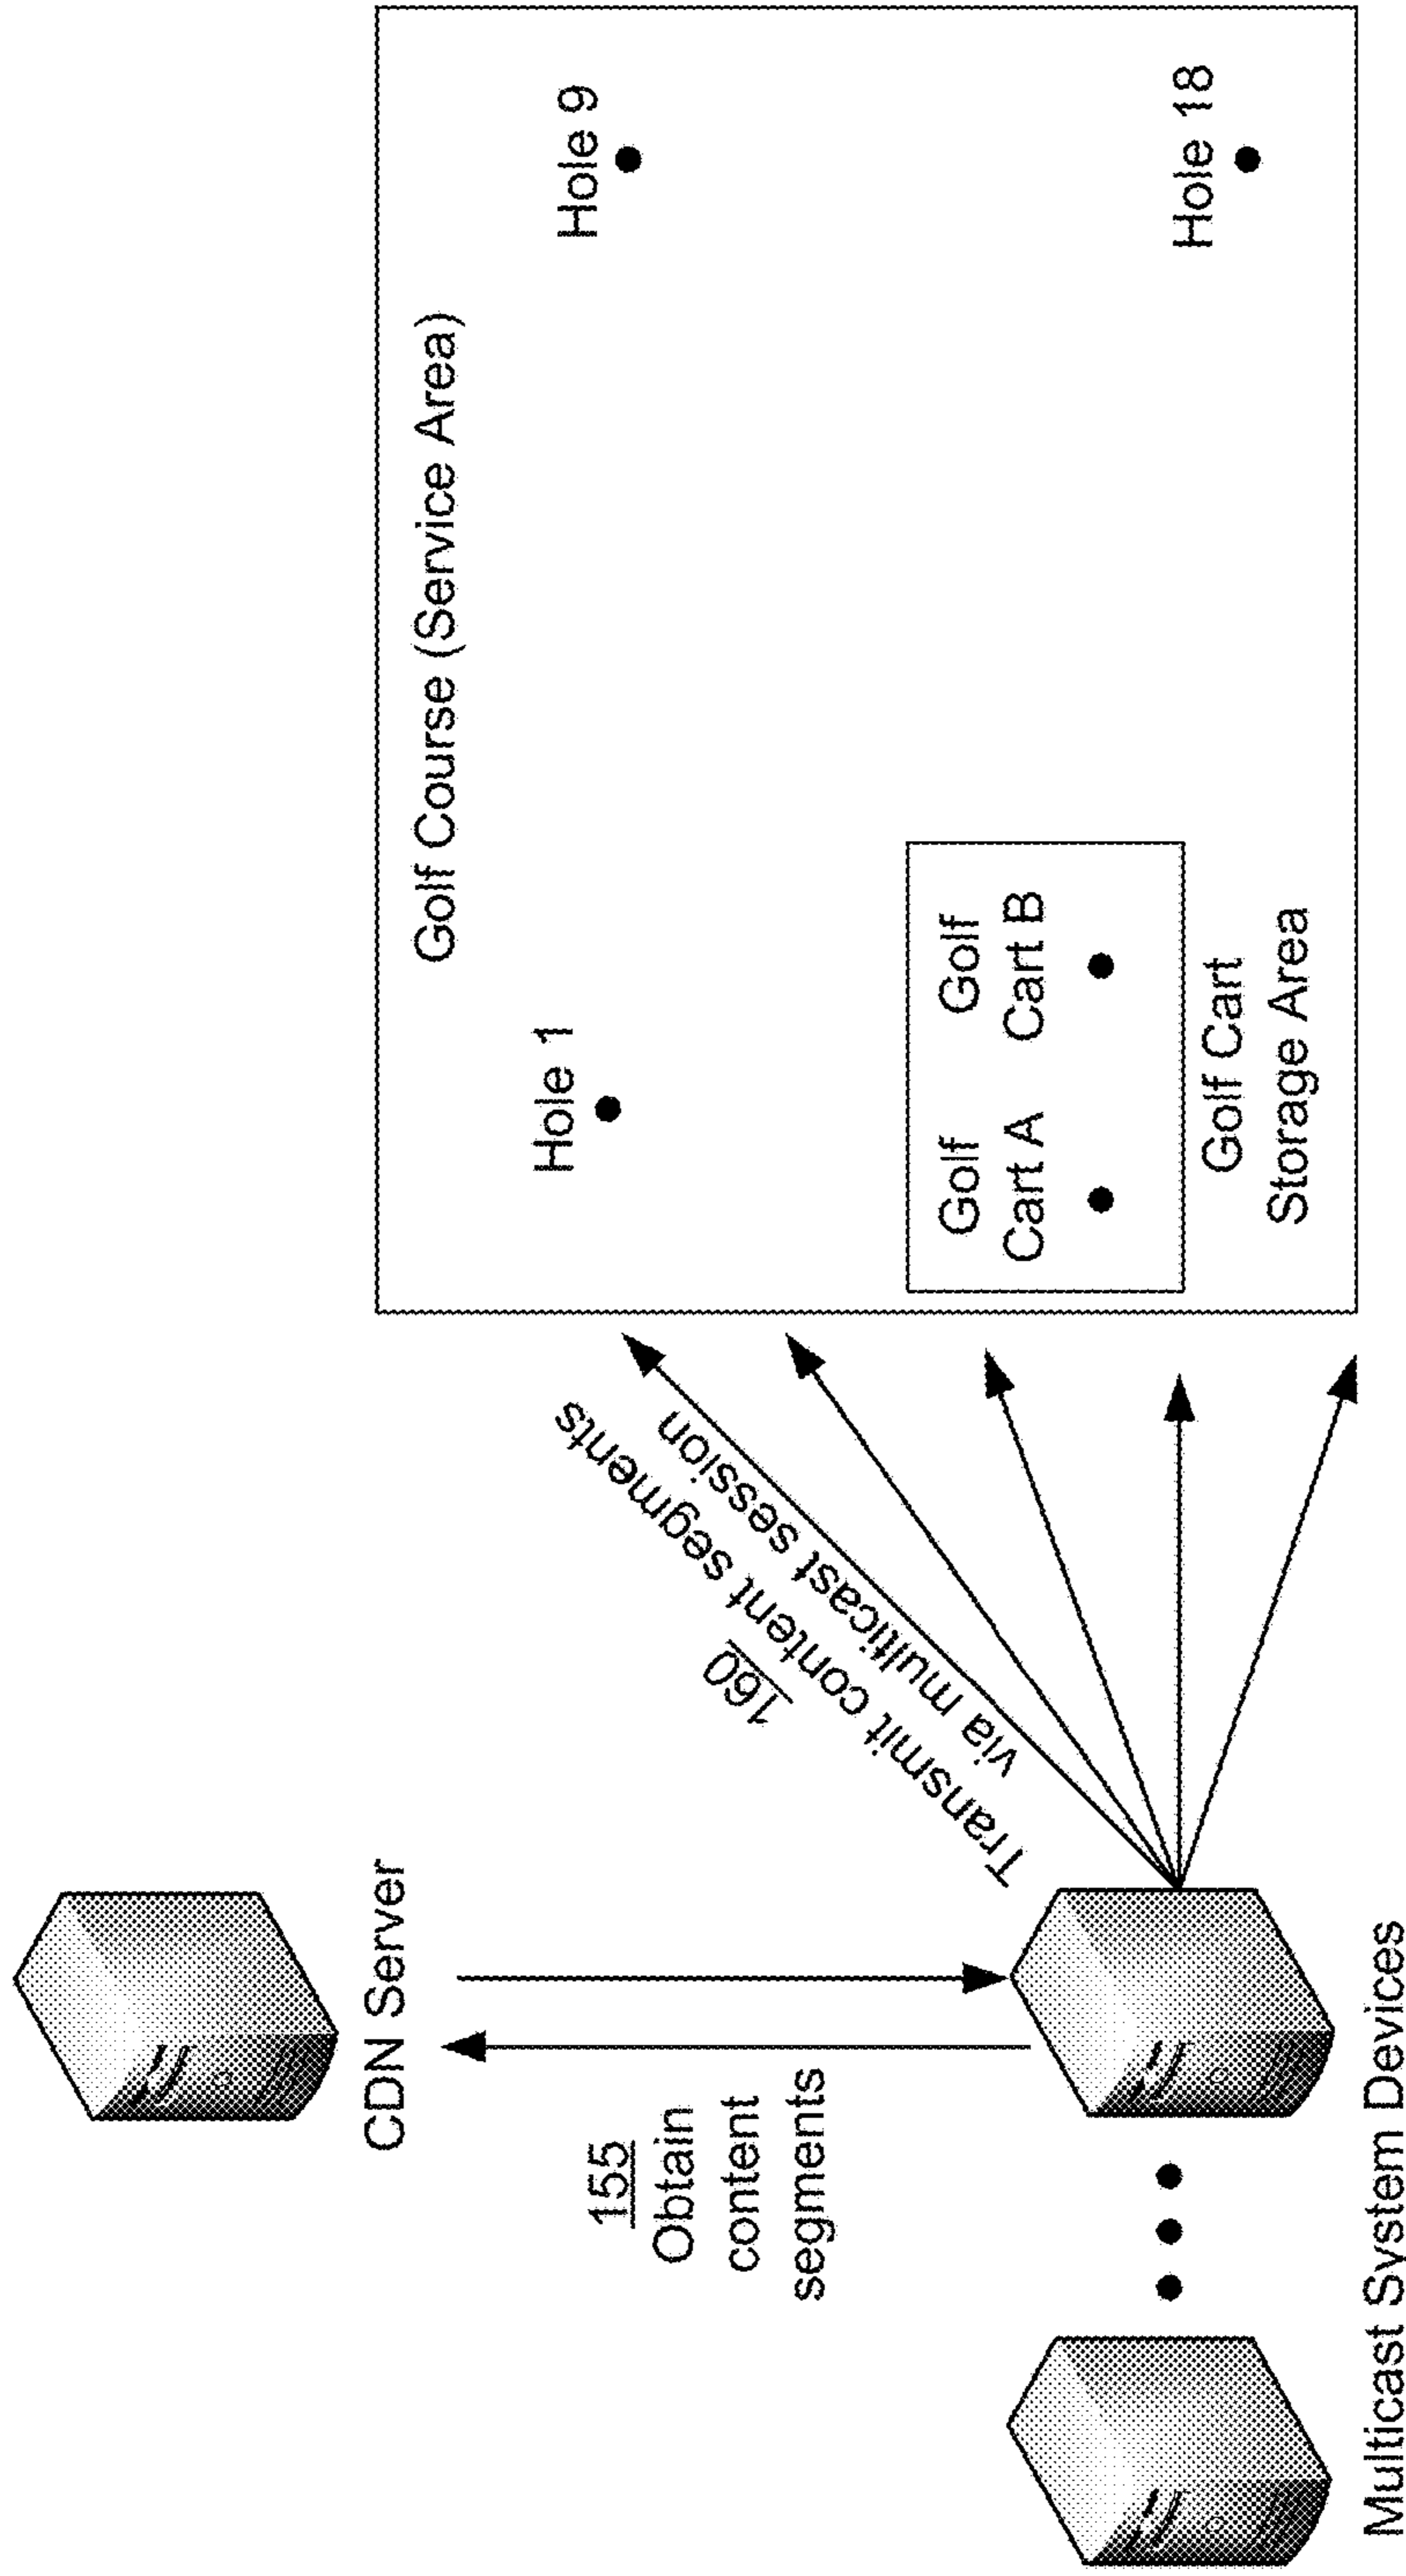 CDN Server
155
Obtain
content
segments
Multicast System Devices
160
Transmit content segments
via multicast session
Golf Course (Service Area)
Hole 1
Hole 9
Golf
Cart A
Golf
Cart B
Golf Cart
Storage Area
Hole 18